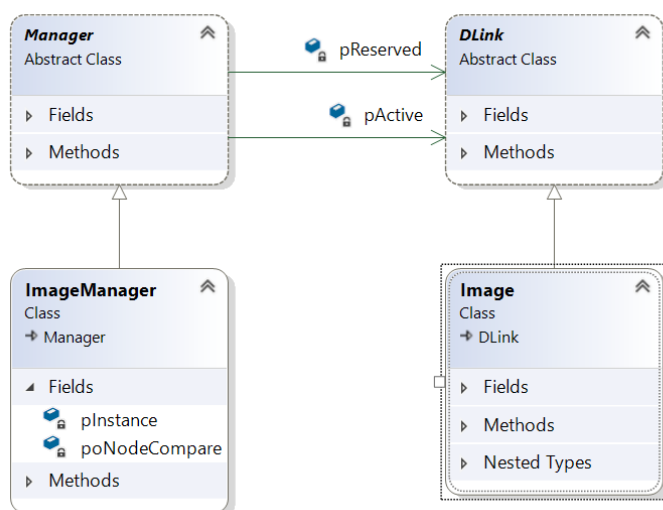 Manager
Abstract Class
Fields
Methods
pReserved
pActive
DLink
Abstract Class
Fields
Methods
ImageManager
Class
Manager
Fields
pInstance
poNodeCompare
Methods
Image
Class
DLink
Fields
Methods
Nested Types